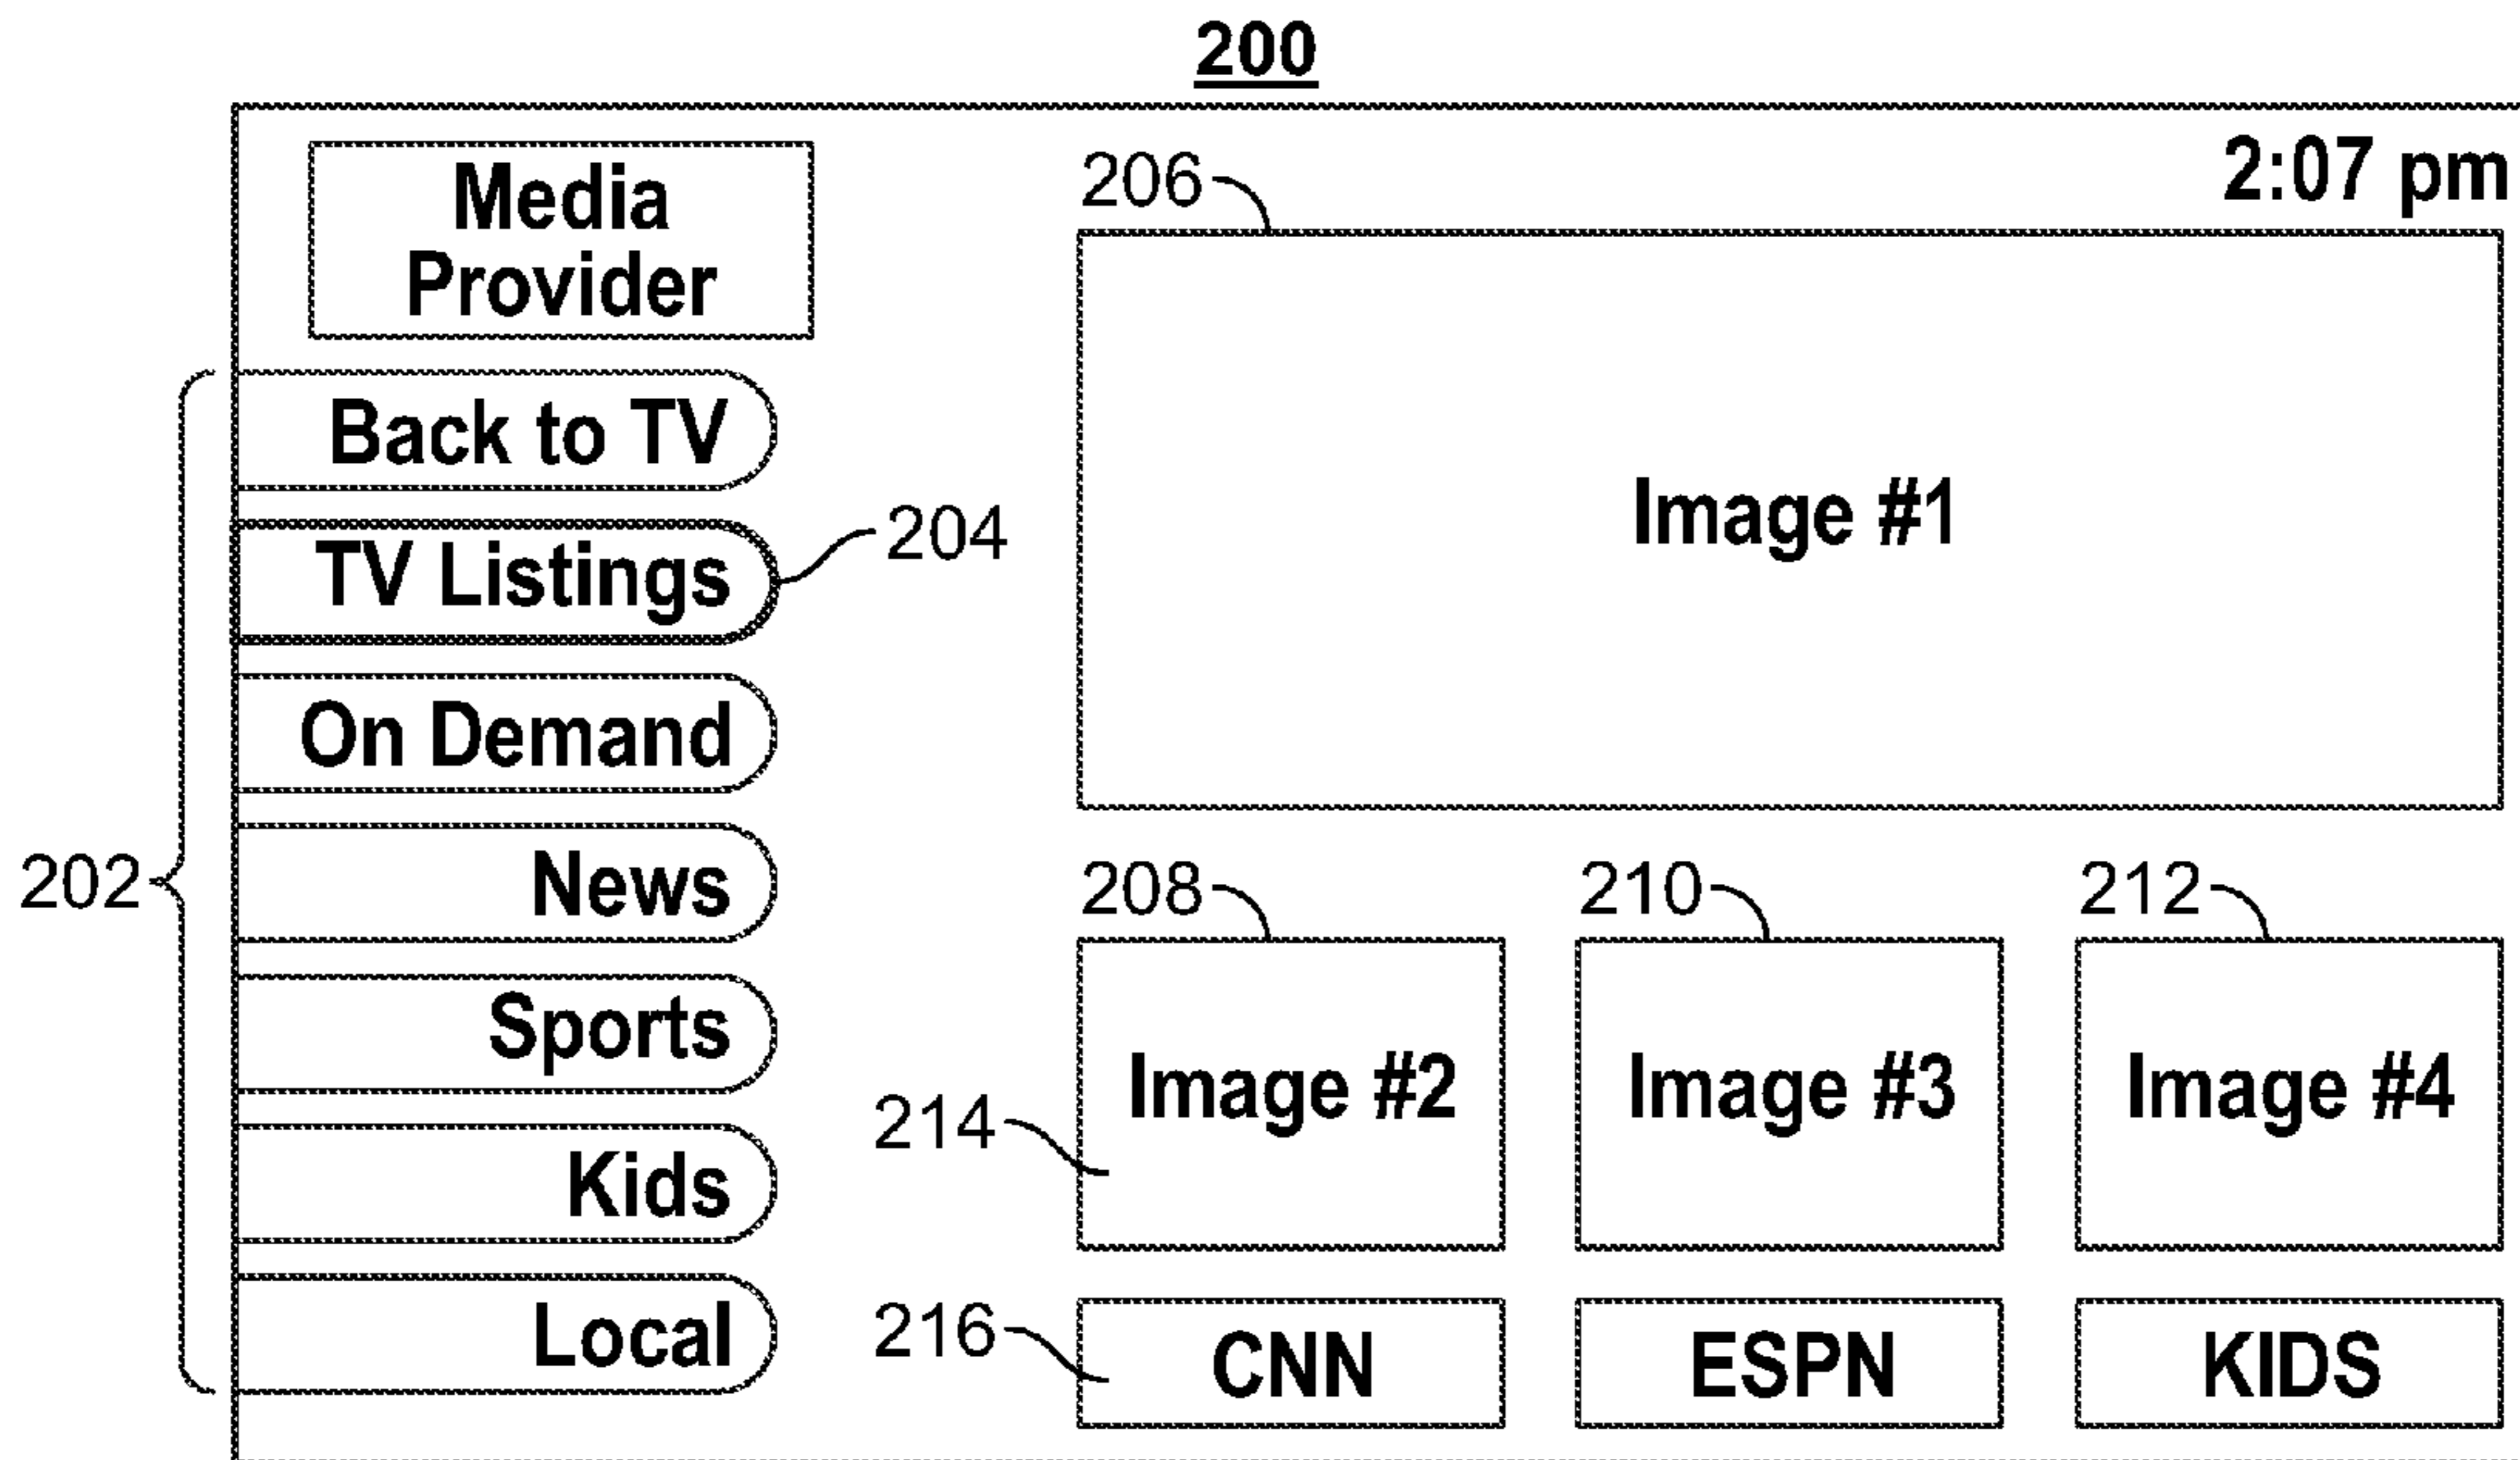 200
Media
Provider
2:07 pm
206
Image #1
Back to TV
TV Listings
204
On Demand
News
Sports
Kids
Local
202
208
210
212
Image #2
Image #3
Image #4
214
216
CNN
ESPN
KIDS